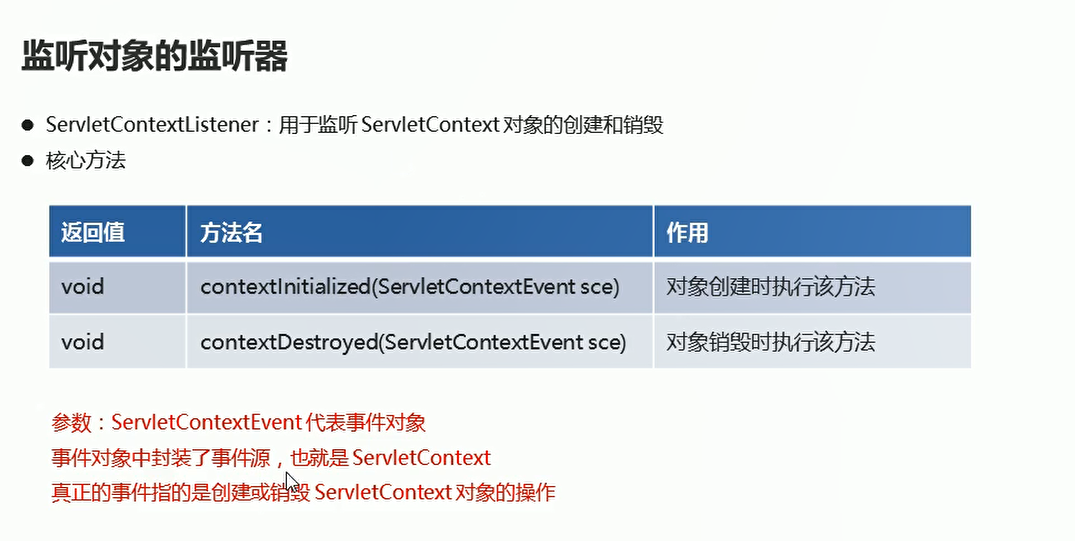 监听对象的监听器
● ServletContextListener：用于监听 ServletContext 对象的创建和销毁
● 核心方法
返回值 方法名 作用
void contextInitialized(ServletContextEvent sce) 对象创建时执行该方法
void contextDestroyed(ServletContextEvent sce) 对象销毁时执行该方法
参数：ServletContextEvent 代表事件对象
事件对象中封装了事件源，也就是 ServletContext
真正的事件指的是创建或销毁 ServletContext 对象的操作